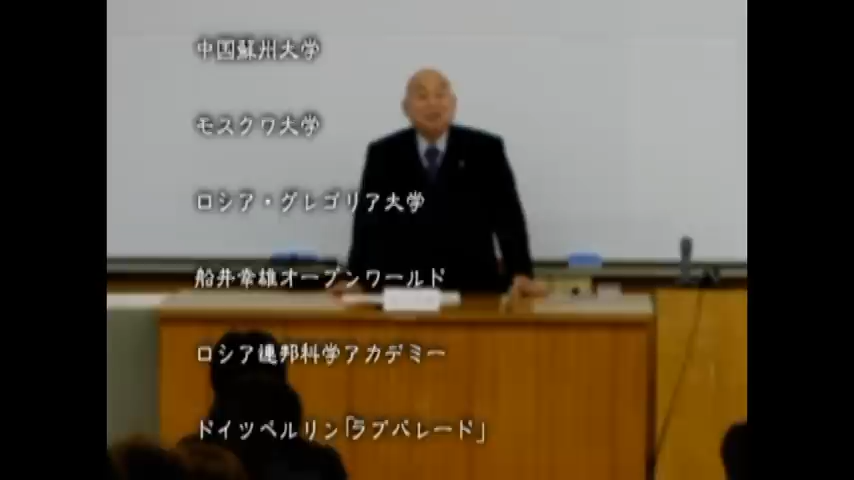 中国蘇州大学
モスクワ大学
ロシア・グレゴリア大学
船井幸雄オープンワールド
ロシア連邦科学アカデミー
ドイツベルリン「ラブパレード」